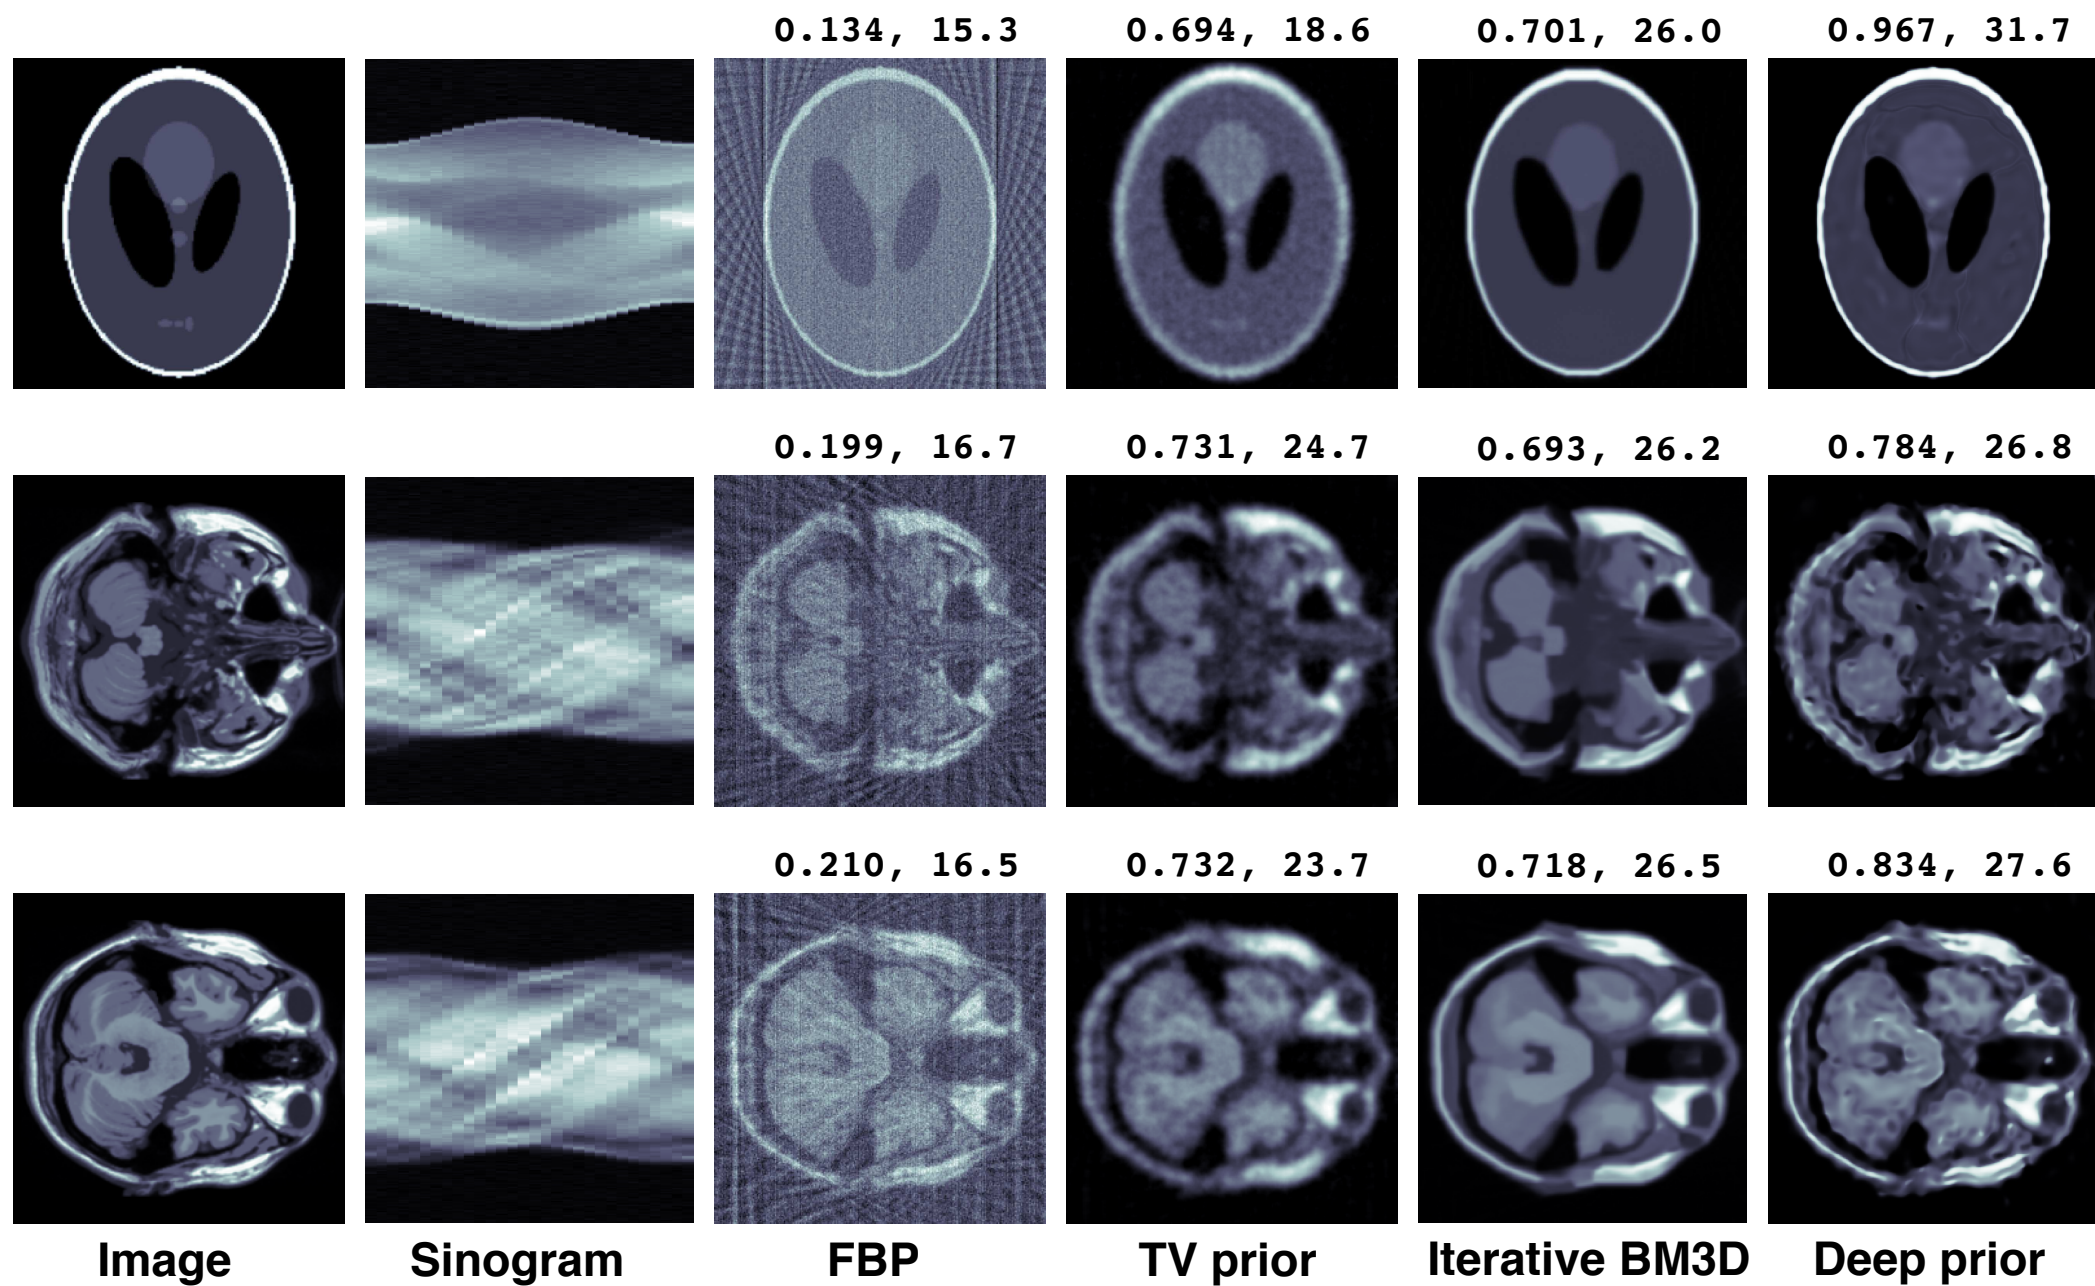 0.134, 15.3 0.694, 18.6 0.701, 26.0 0.967, 31.7
0.199, 16.7 0.731, 24.7 0.693, 26.2 0.784, 26.8
0.210, 16.5 0.732, 23.7 0.718, 26.5 0.834, 27.6
Image Sinogram FBP TV prior Iterative BM3D Deep prior